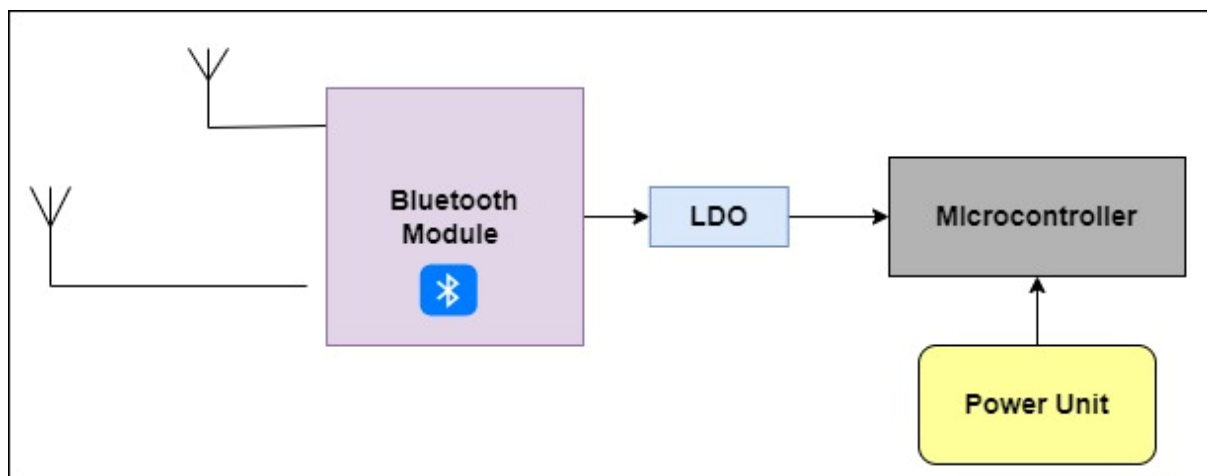 Bluetooth
Module
LDO
MIcrocontroller
Power Unit